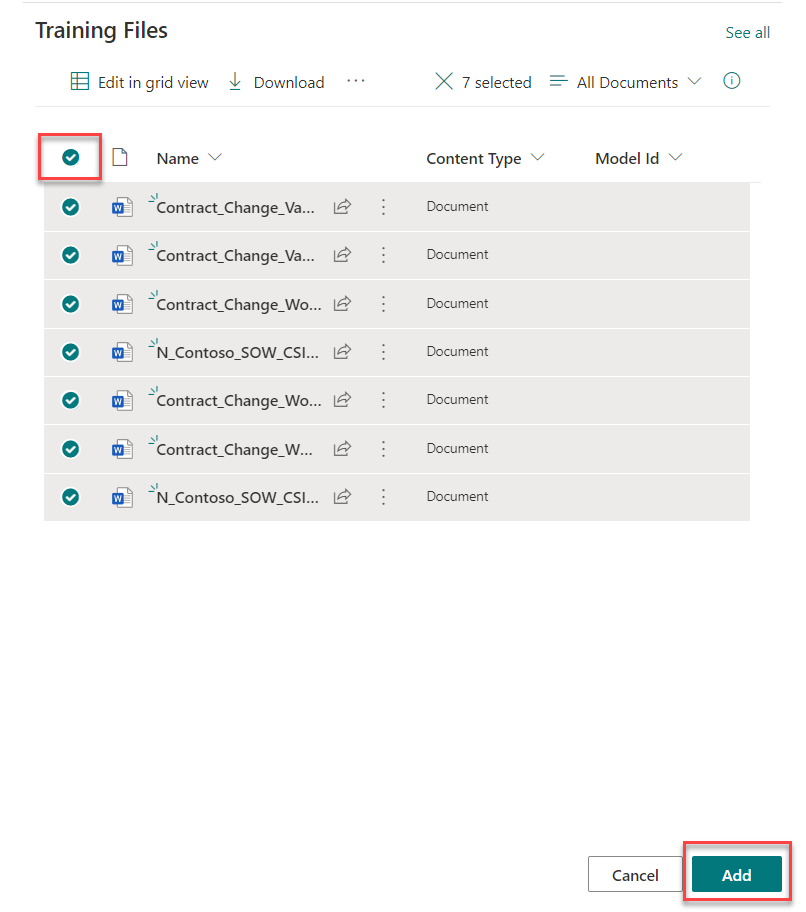 Training Files
See all
Edit in grid view Download ··· 7 selected All Documents
Name Content Type Model Id
W Contract_Change_Va... Document
W Contract_Change_Va... Document
W Contract_Change_Wo... Document
W N_Contoso_SOW_CSI... Document
W Contract_Change_Wo... Document
W Contract_Change_W... Document
W N_Contoso_SOW_CSI... Document
Cancel Add